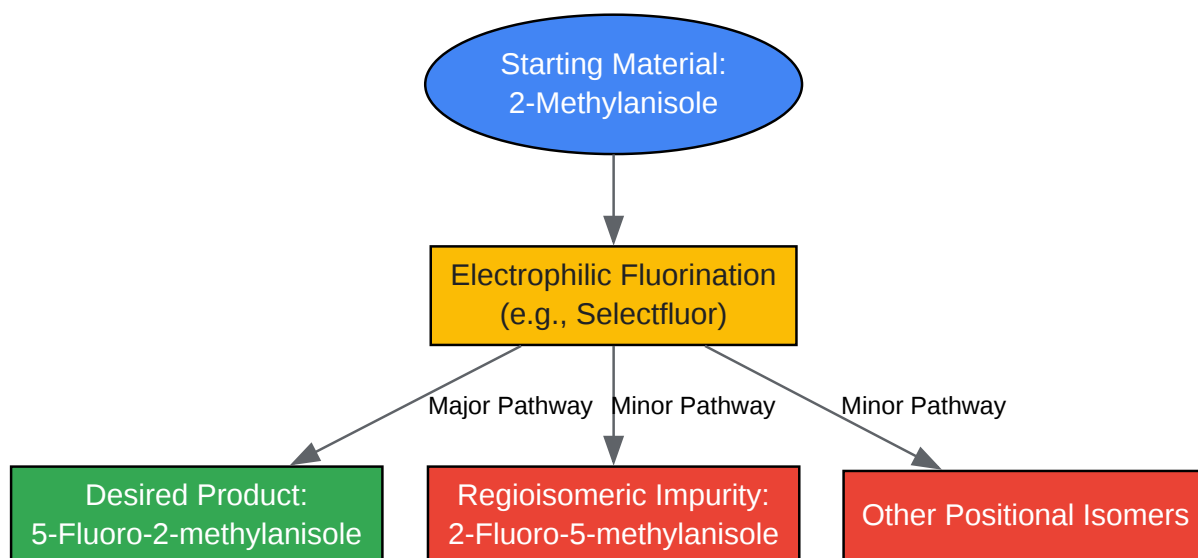 Starting Material:
2-Methylanisole
Electrophilic Fluorination
(e.g., Selectfluor)
Major Pathway
Minor Pathway
Minor Pathway
Desired Product:
5-Fluoro-2-methylanisole
Regioisomeric Impurity:
2-Fluoro-5-methylanisole
Other Positional Isomers